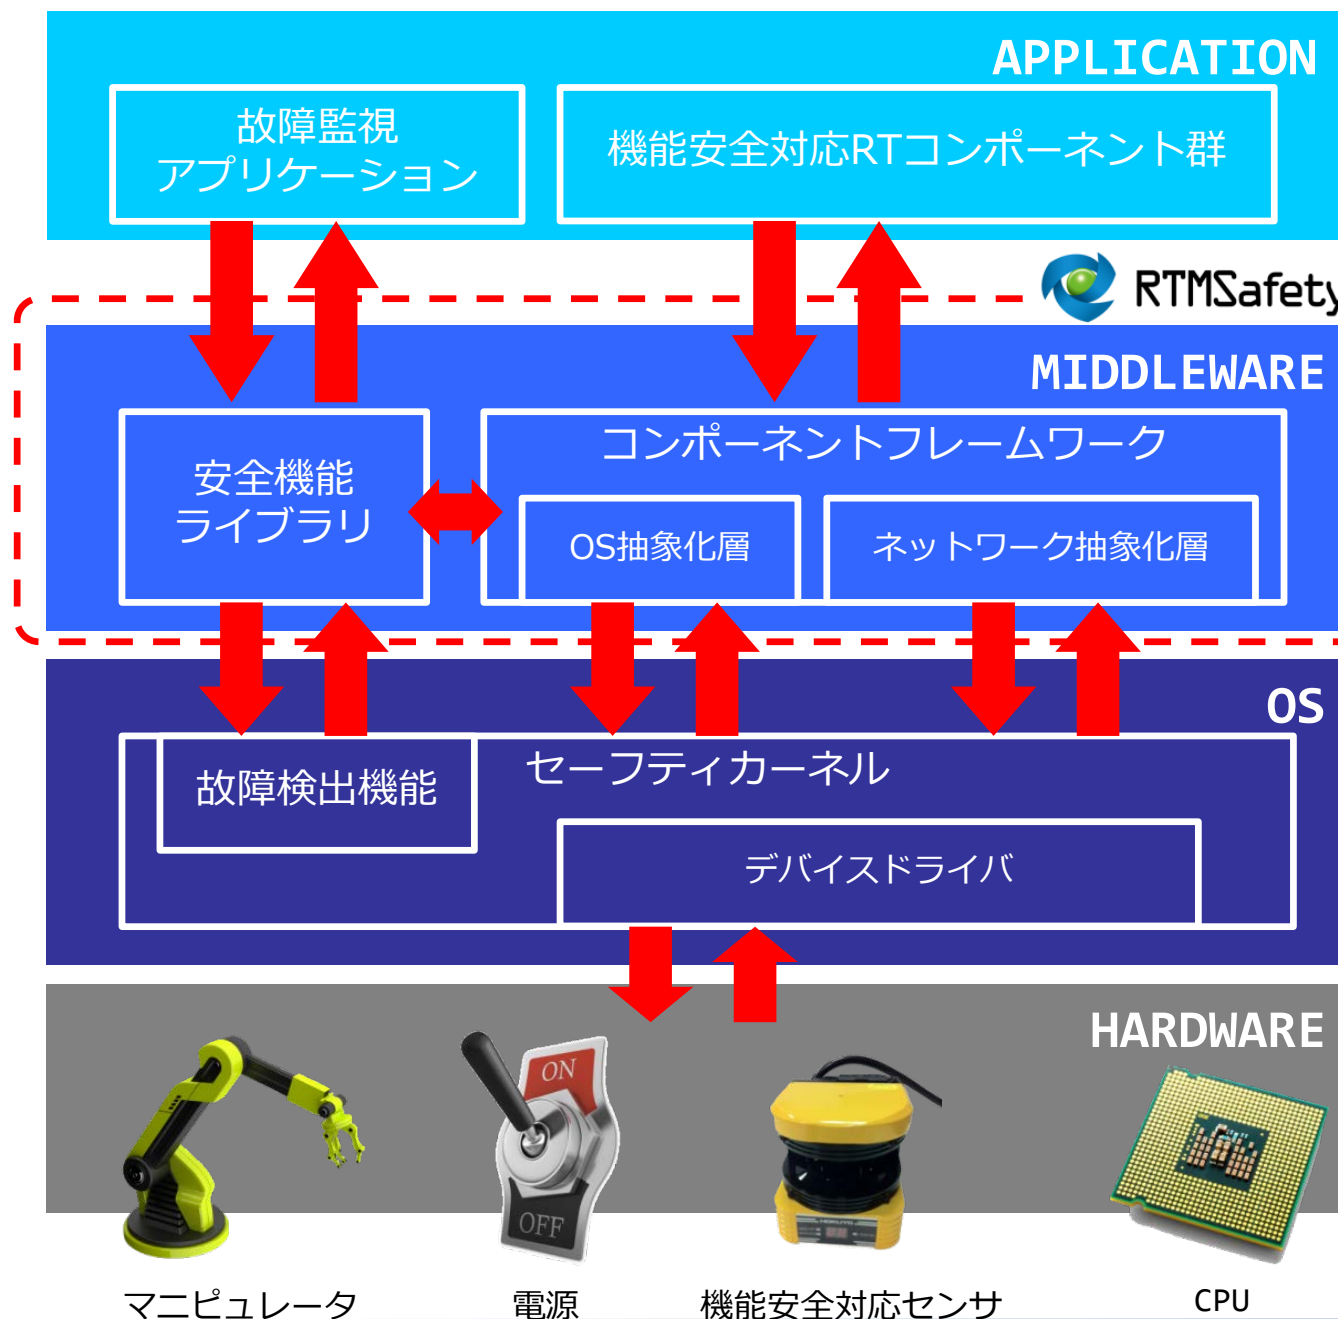 APPLICATION
故障監視
アプリケーション
機能安全対応RTコンポーネント群
RTMSafety
MIDDLEWARE
安全機能
ライブラリ
コンポーネントフレームワーク
OS抽象化層
ネットワーク抽象化層
OS
故障検出機能
セーフティカーネル
デバイスドライバ
HARDWARE
ON
OFF
HOKUYO
マニピュレータ
電源
機能安全対応センサ
CPU